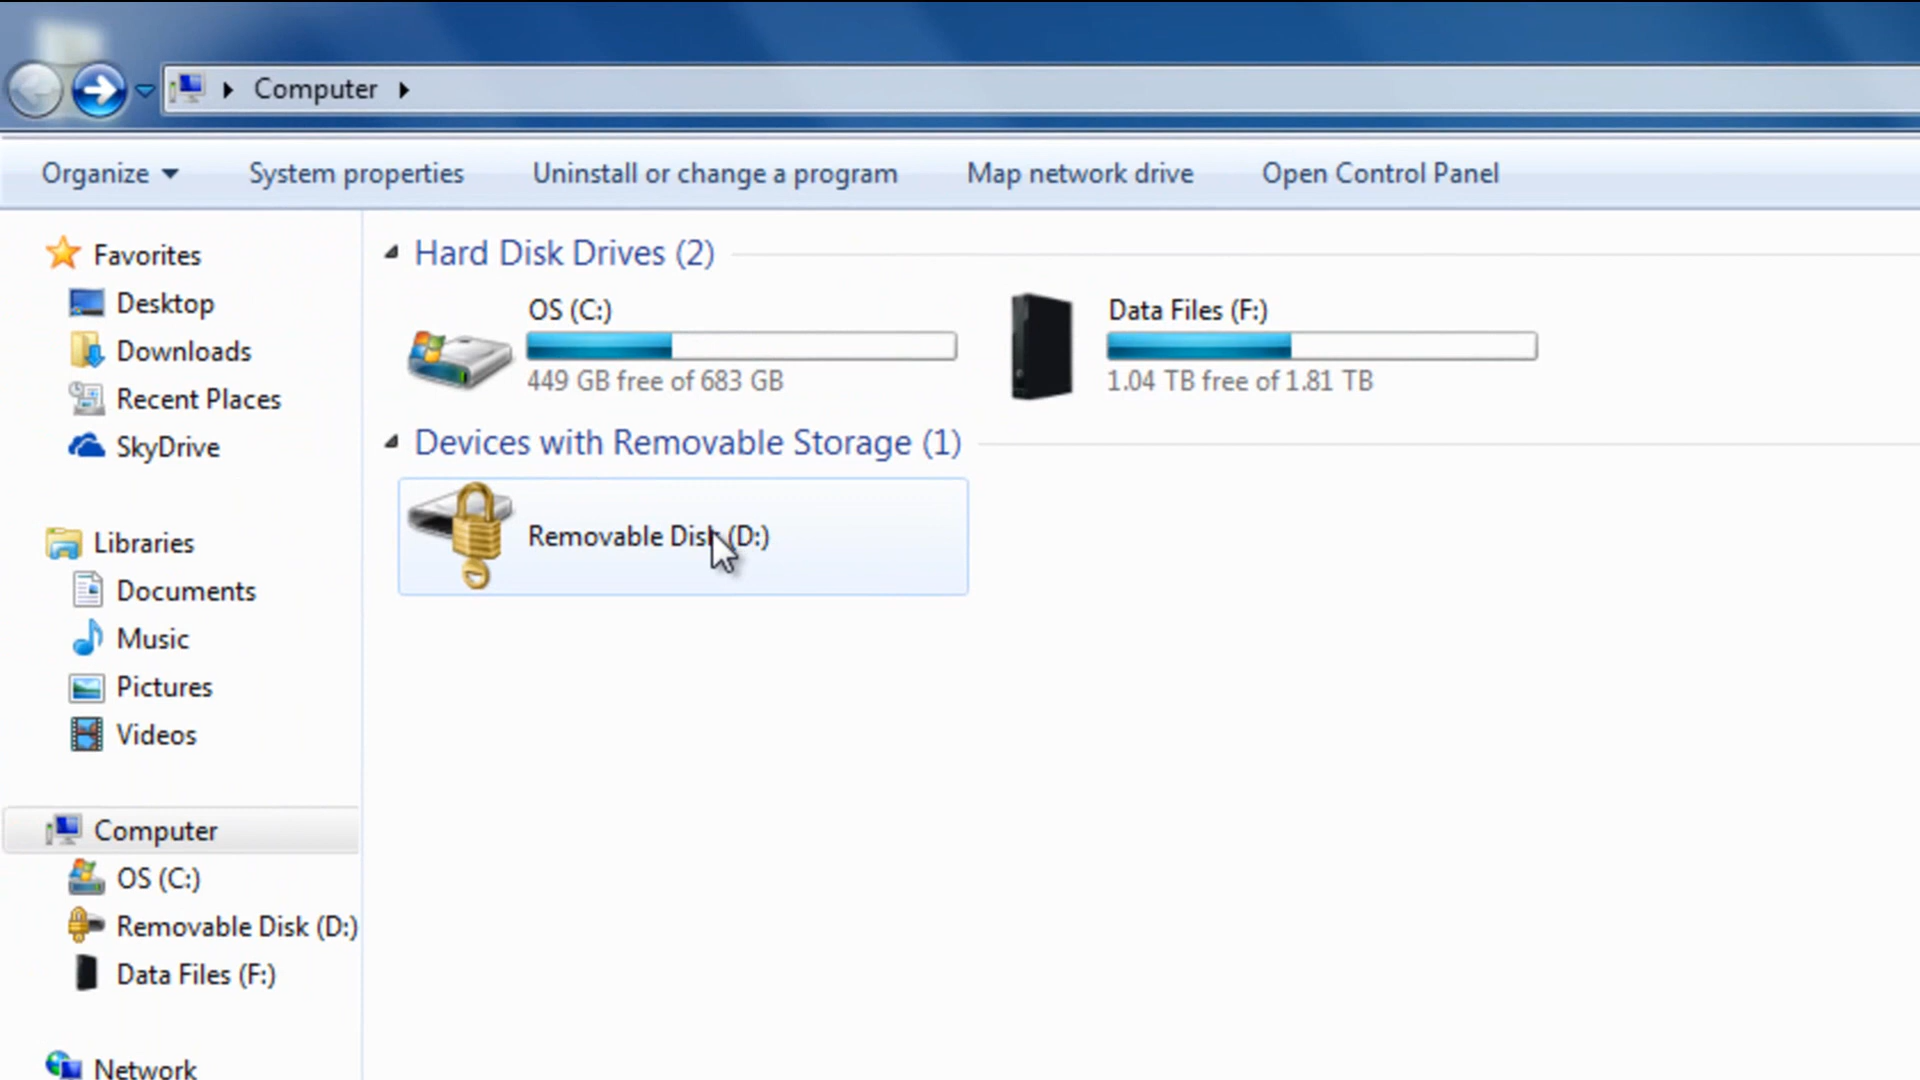 Computer
Organize
System properties
Uninstall or change a program
Map network drive
Open Control Panel
Favorites
Desktop
Downloads
Recent Places
SkyDrive
Libraries
Documents
Music
Pictures
Videos
Computer
OS (C:)
Removable Disk (D:)
Data Files (F:)
Network
Hard Disk Drives (2)
OS (C:)
449 GB free of 683 GB
Data Files (F:)
1.04 TB free of 1.81 TB
Devices with Removable Storage (1)
Removable Disk (D:)